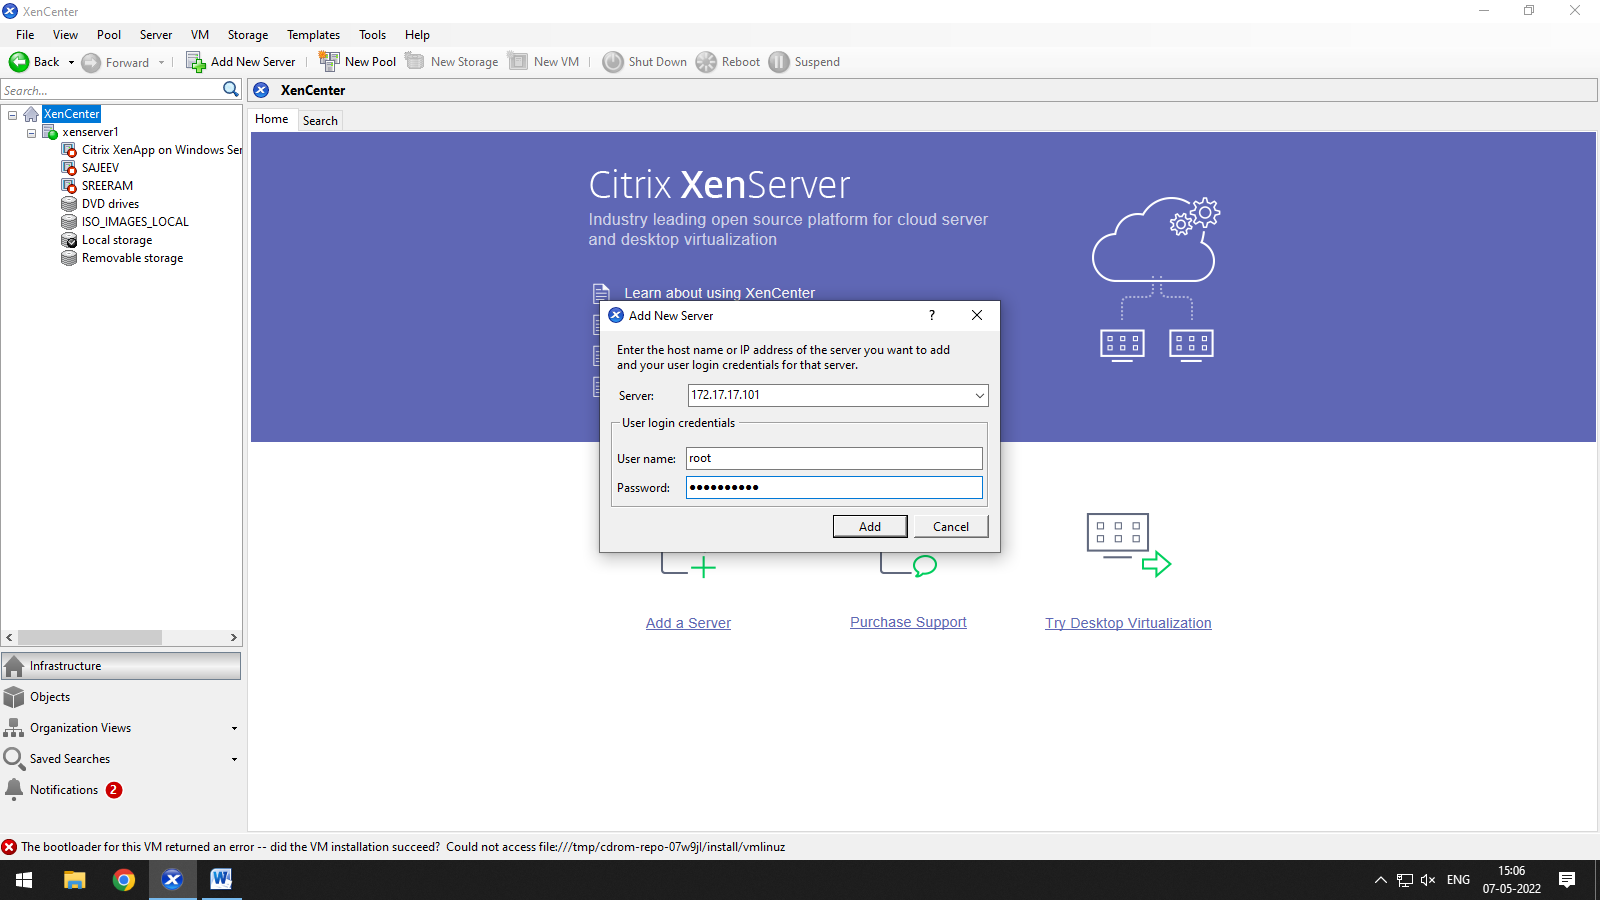 XenCenter
File View Pool Server VM Storage Templates Tools Help
Back Forward Add New Server New Pool New Storage New VM Shut Down Reboot Suspend
Search...
XenCenter
XenCenter
xenserver1
Citrix XenApp on Windows Ser
SAJEEV
SREERAM
DVD drives
ISO_IMAGES_LOCAL
Local storage
Removable storage
Home Search
Citrix XenServer
Industry leading open source platform for cloud server
and desktop virtualization
Learn about using XenCenter
Add New Server ?
Enter the host name or IP address of the server you want to add
and your user login credentials for that server.
Server: 172.17.17.101
User login credentials
User name: root
Password: ●●●●●●●●●●
Add Cancel
Add a Server Purchase Support Try Desktop Virtualization
Infrastructure
Objects
Organization Views
Saved Searches
Notifications 2
The bootloader for this VM returned an error -- did the VM installation succeed? Could not access file:///tmp/cdrom-repo-07w9jl/install/vmlinuz
ENG
15:06
07-05-2022